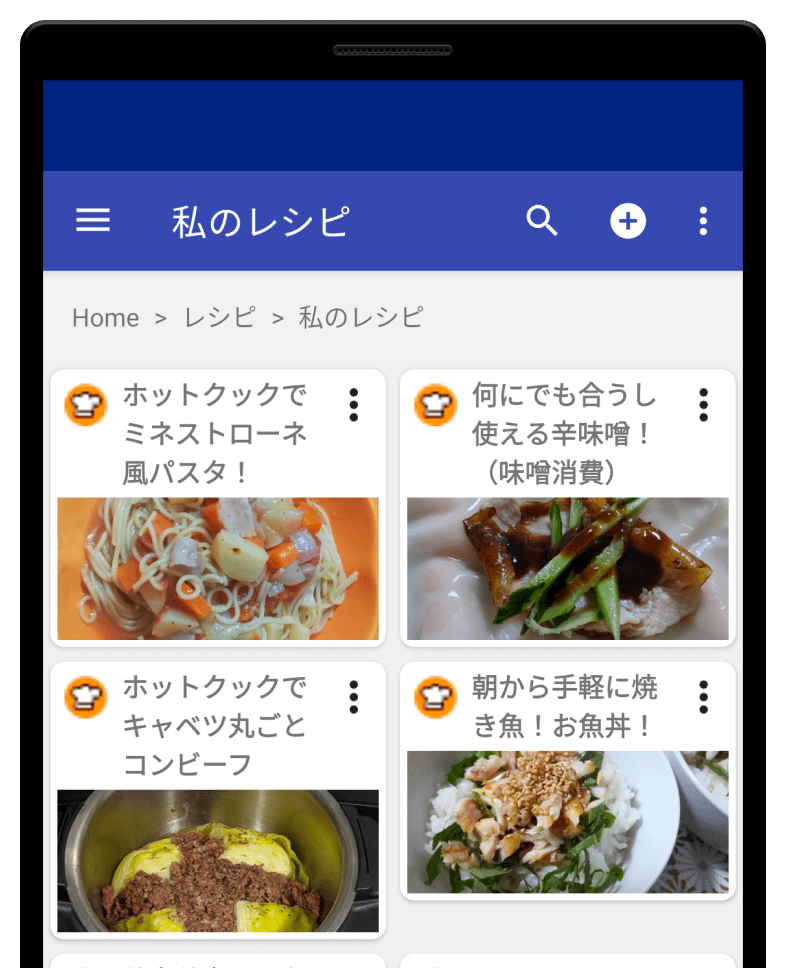 私のレシピ
Home > レシピ > 私のレシピ
ホットクックで
ミネストローネ
風パスタ！
何にでも合うし
使える辛味噌！
（味噌消費）
ホットクックで
キャベツ丸ごと
コンビーフ
朝から手軽に焼
き魚！お魚丼！